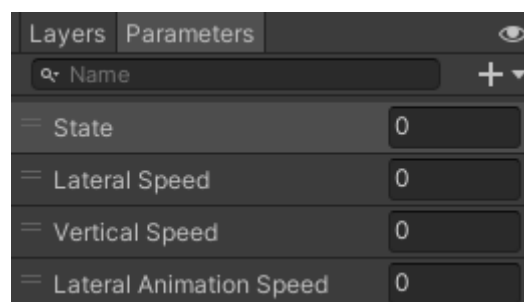 Layers Parameters
Name
State 0
Lateral Speed 0
Vertical Speed 0
Lateral Animation Speed 0